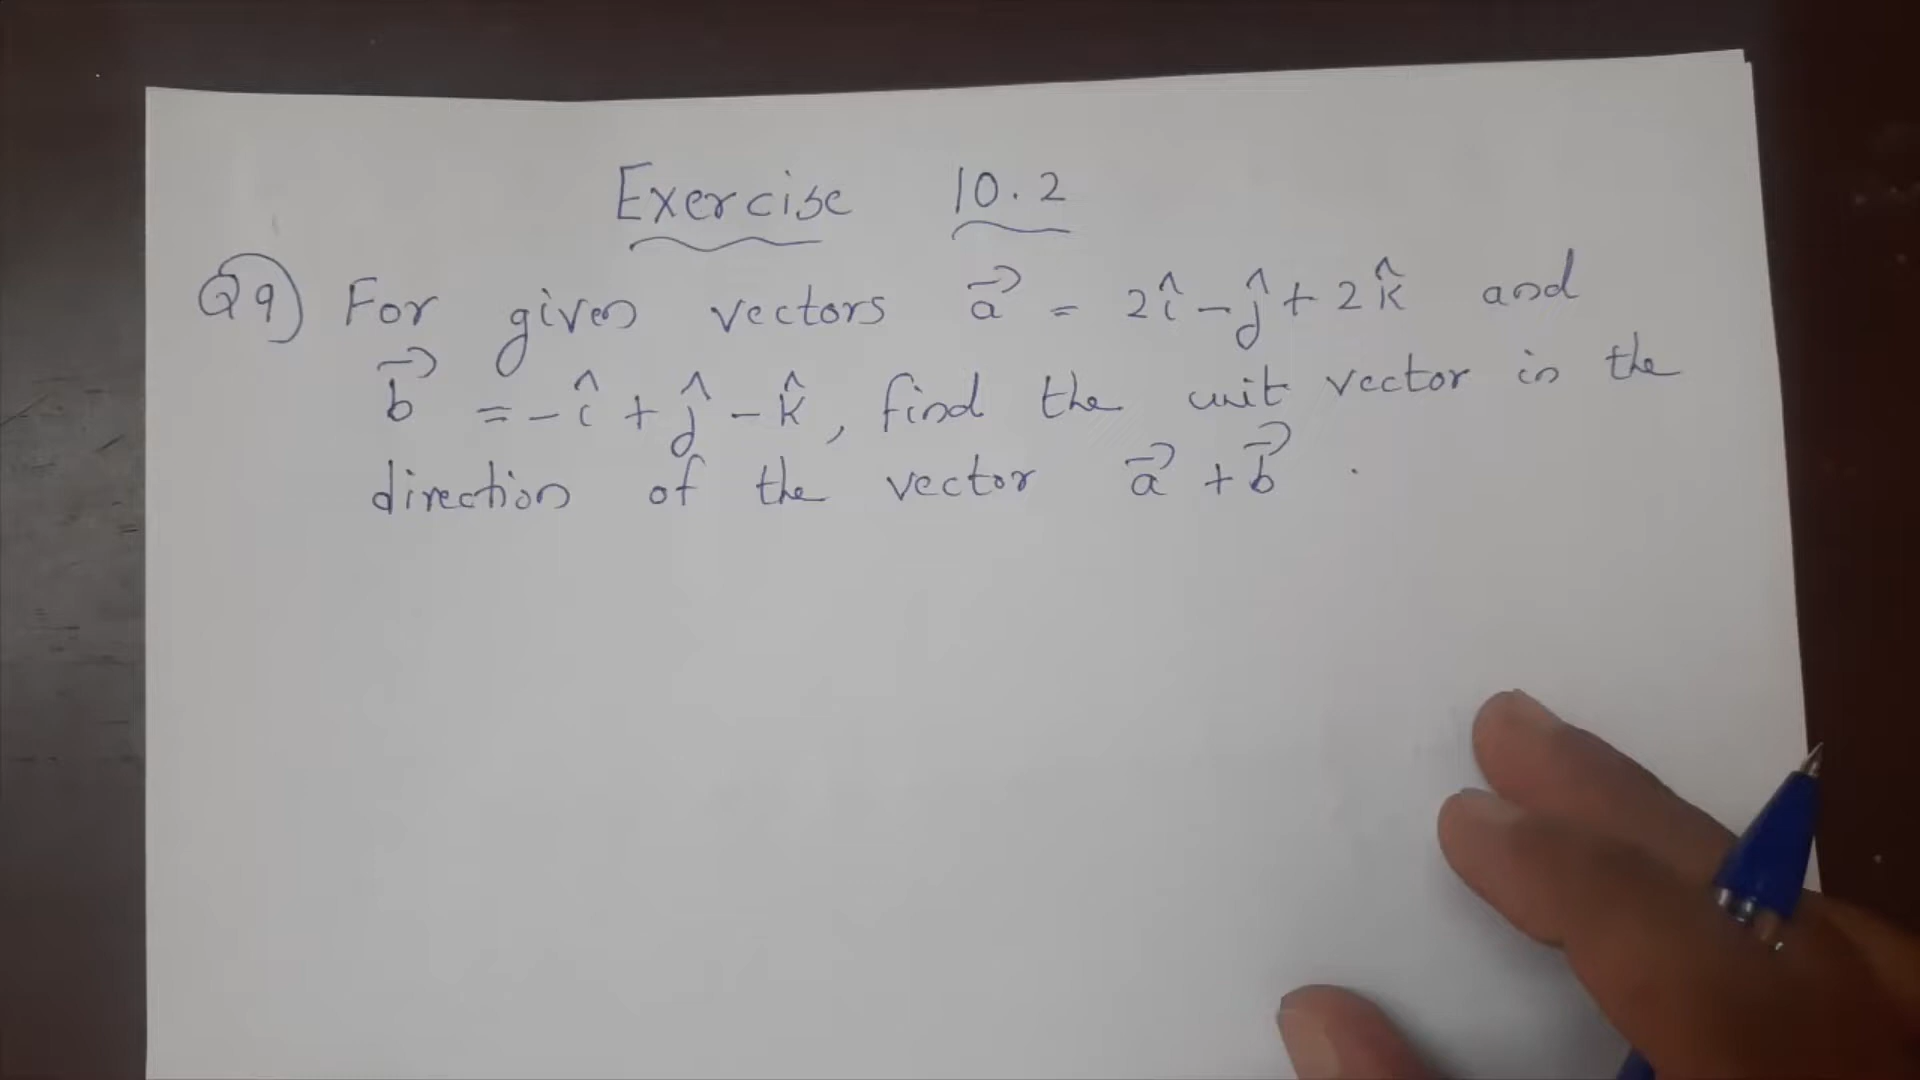 Exercise 10.2
Q9) For given vectors a⃗ = 2î - ĵ + 2k̂ and
b⃗ = -î + ĵ - k̂, find the unit vector in the
direction of the vector a⃗ + b⃗ .